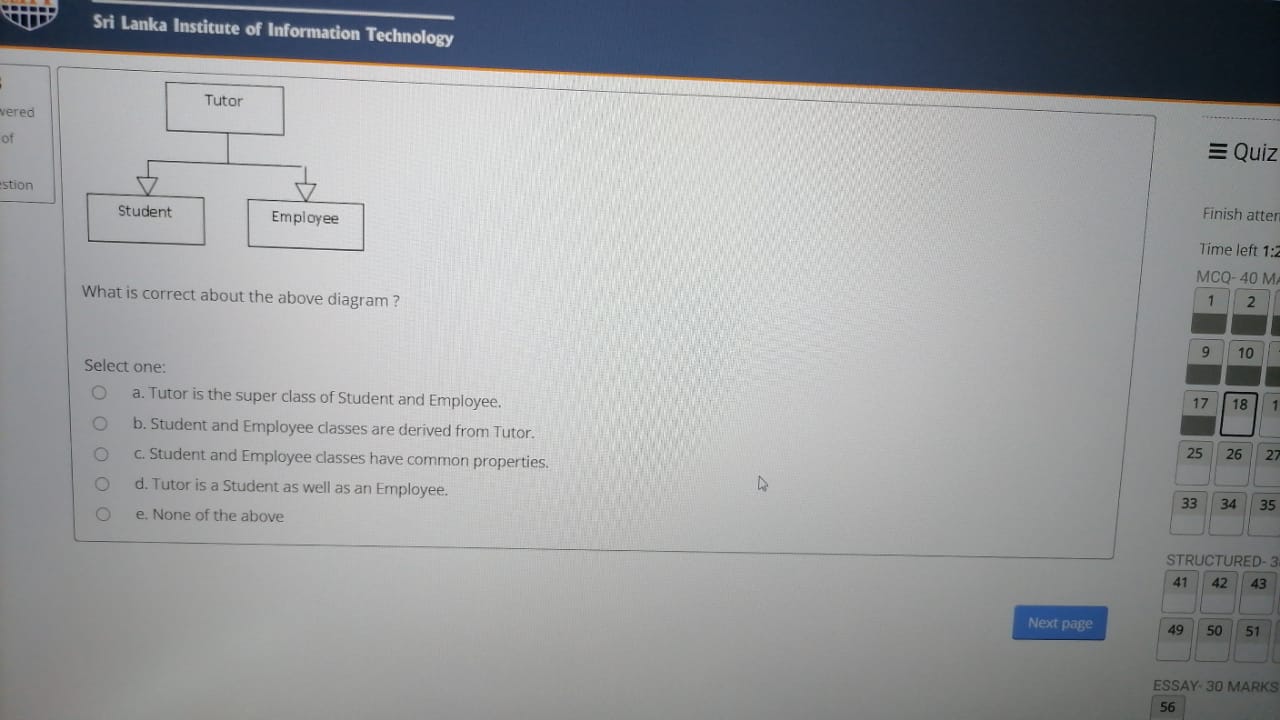 Sri Lanka Institute of Information Technology
Tutor
Student
Employee
What is correct about the above diagram ?
Select one:
a. Tutor is the super class of Student and Employee.
b. Student and Employee classes are derived from Tutor.
c. Student and Employee classes have common properties.
d. Tutor is a Student as well as an Employee.
e. None of the above
Next page
of
Quiz
Finish
Time left
MCQ- 40
1 2
9 10
17 18
25 26 27
33 34 35
STRUCTURED-
41 42 43
49 50 51
ESSAY- 30 MARKS
56